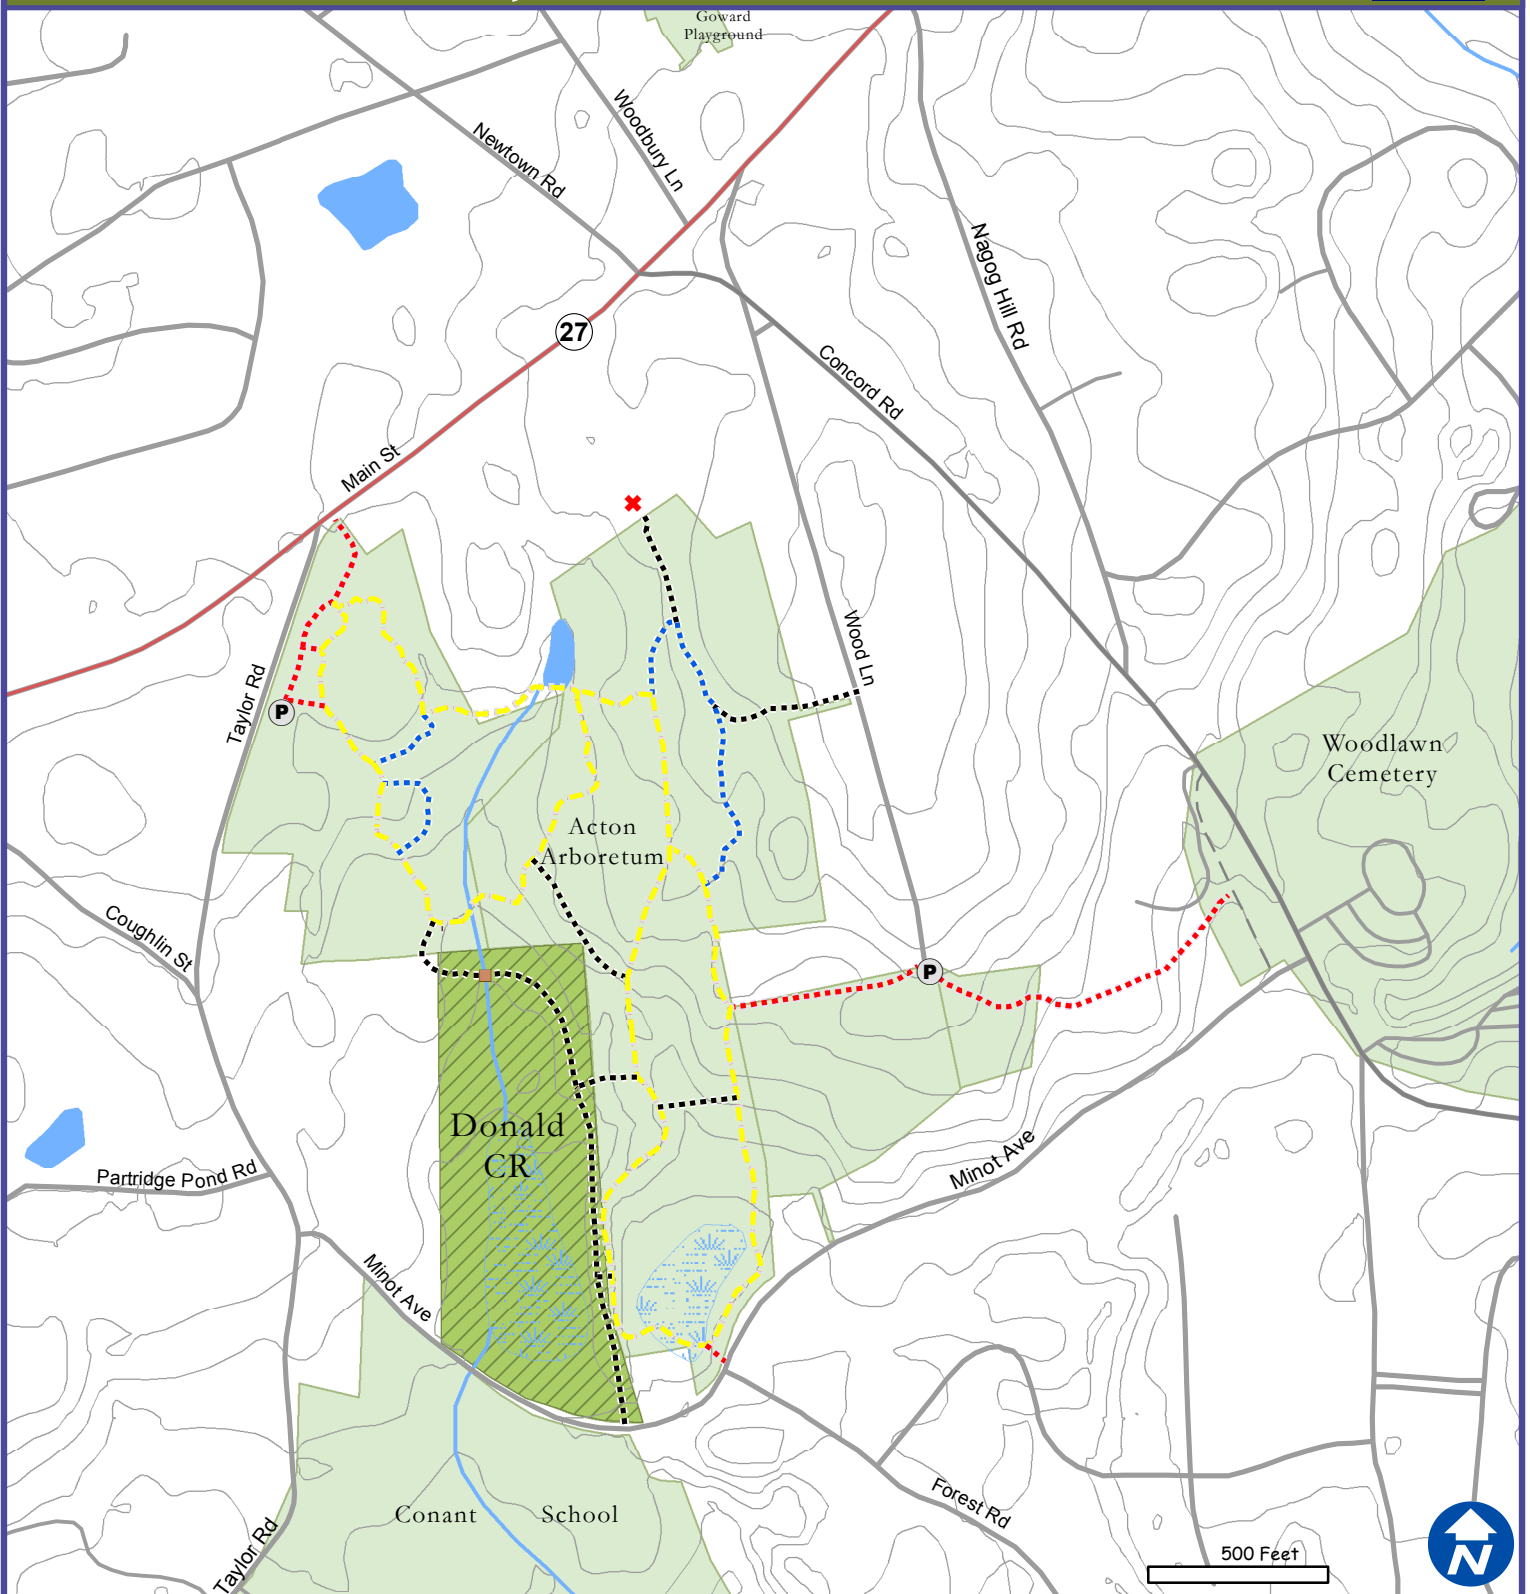 Goward
Playground
Woodbury Ln
Newtown Rd
Nagog Hill Rd
27
Concord Rd
Main St
Wood Ln
Taylor Rd
P
Woodlawn
Cemetery
Acton
Arboretum
Coughlin St
P
Donald
CR
Minot Ave
Partridge Pond Rd
Minot Ave
Forest Rd
Conant School
Taylor Rd
500 Feet
N